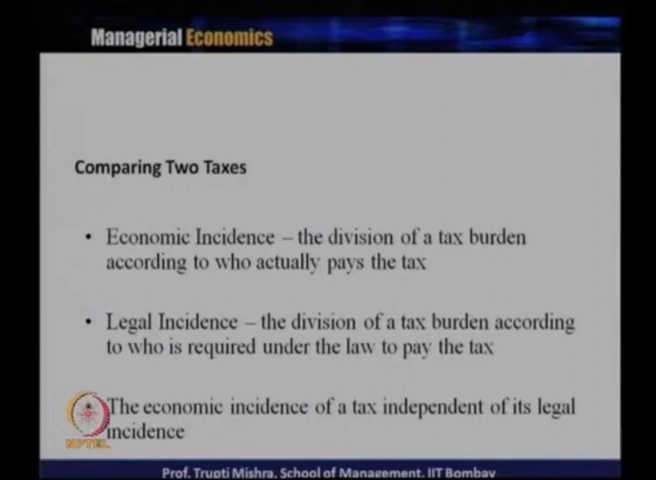 Managerial Economics
Comparing Two Taxes
• Economic Incidence – the division of a tax burden
according to who actually pays the tax
• Legal Incidence – the division of a tax burden according
to who is required under the law to pay the tax
The economic incidence of a tax independent of its legal
incidence
NPTEL
Prof. Trupti Mishra, School of Management, IIT Bombay